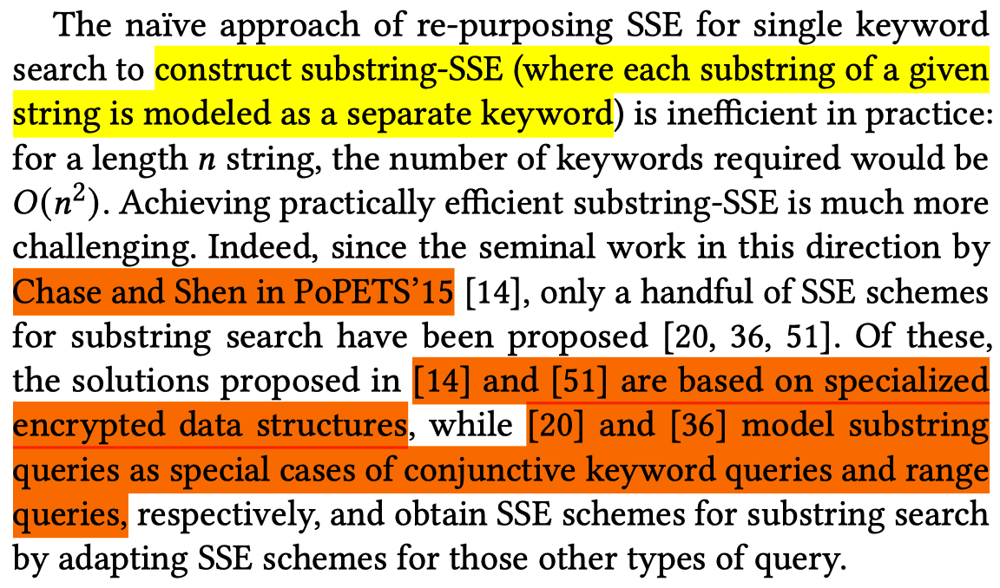 The naïve approach of re-purposing SSE for single keyword
search to construct substring-SSE (where each substring of a given
string is modeled as a separate keyword) is inefficient in practice:
for a length n string, the number of keywords required would be
O(n²). Achieving practically efficient substring-SSE is much more
challenging. Indeed, since the seminal work in this direction by
Chase and Shen in PoPETS’15 [14], only a handful of SSE schemes
for substring search have been proposed [20, 36, 51]. Of these,
the solutions proposed in [14] and [51] are based on specialized
encrypted data structures, while [20] and [36] model substring
queries as special cases of conjunctive keyword queries and range
queries, respectively, and obtain SSE schemes for substring search
by adapting SSE schemes for those other types of query.